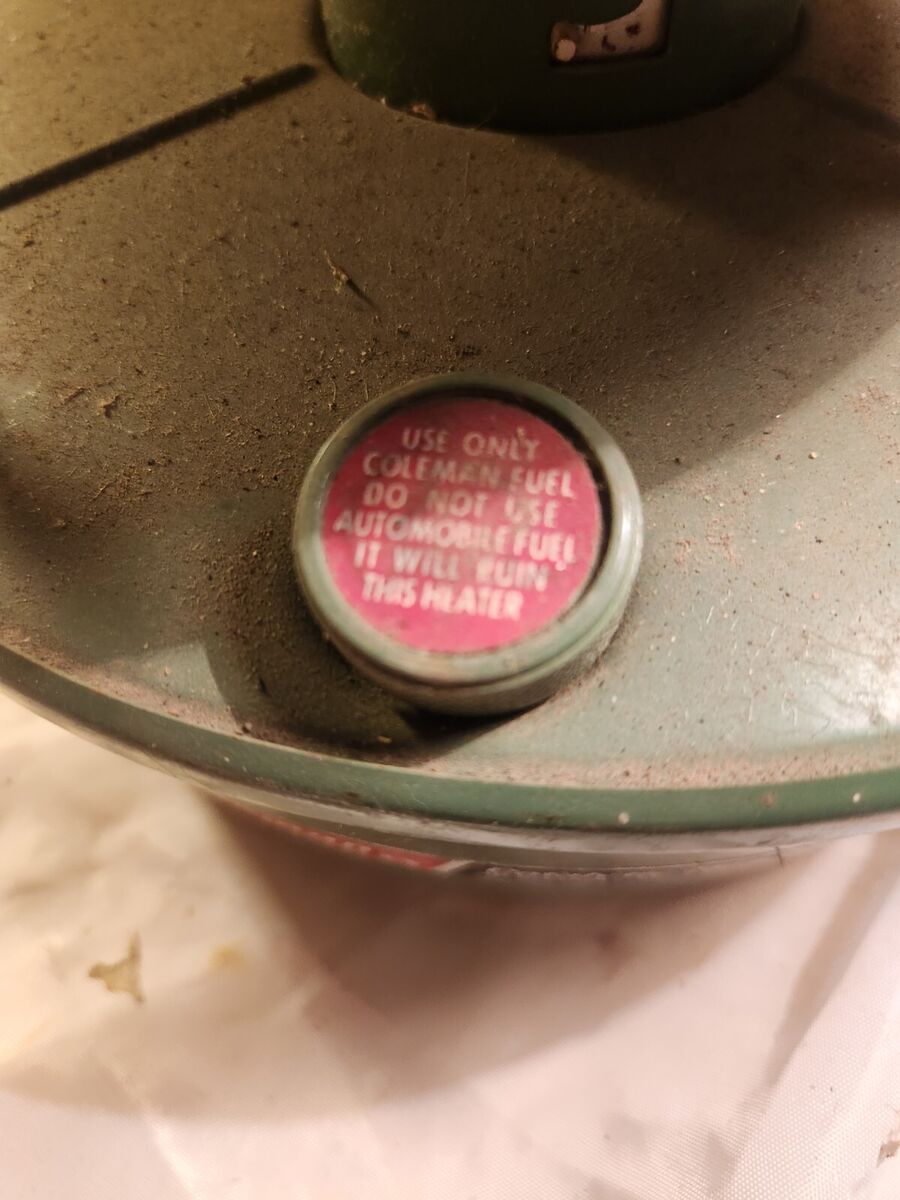 USE ONLY
COLEMAN FUEL
DO NOT USE
AUTOMOBILE FUEL
IT WILL RUIN
THIS HEATER